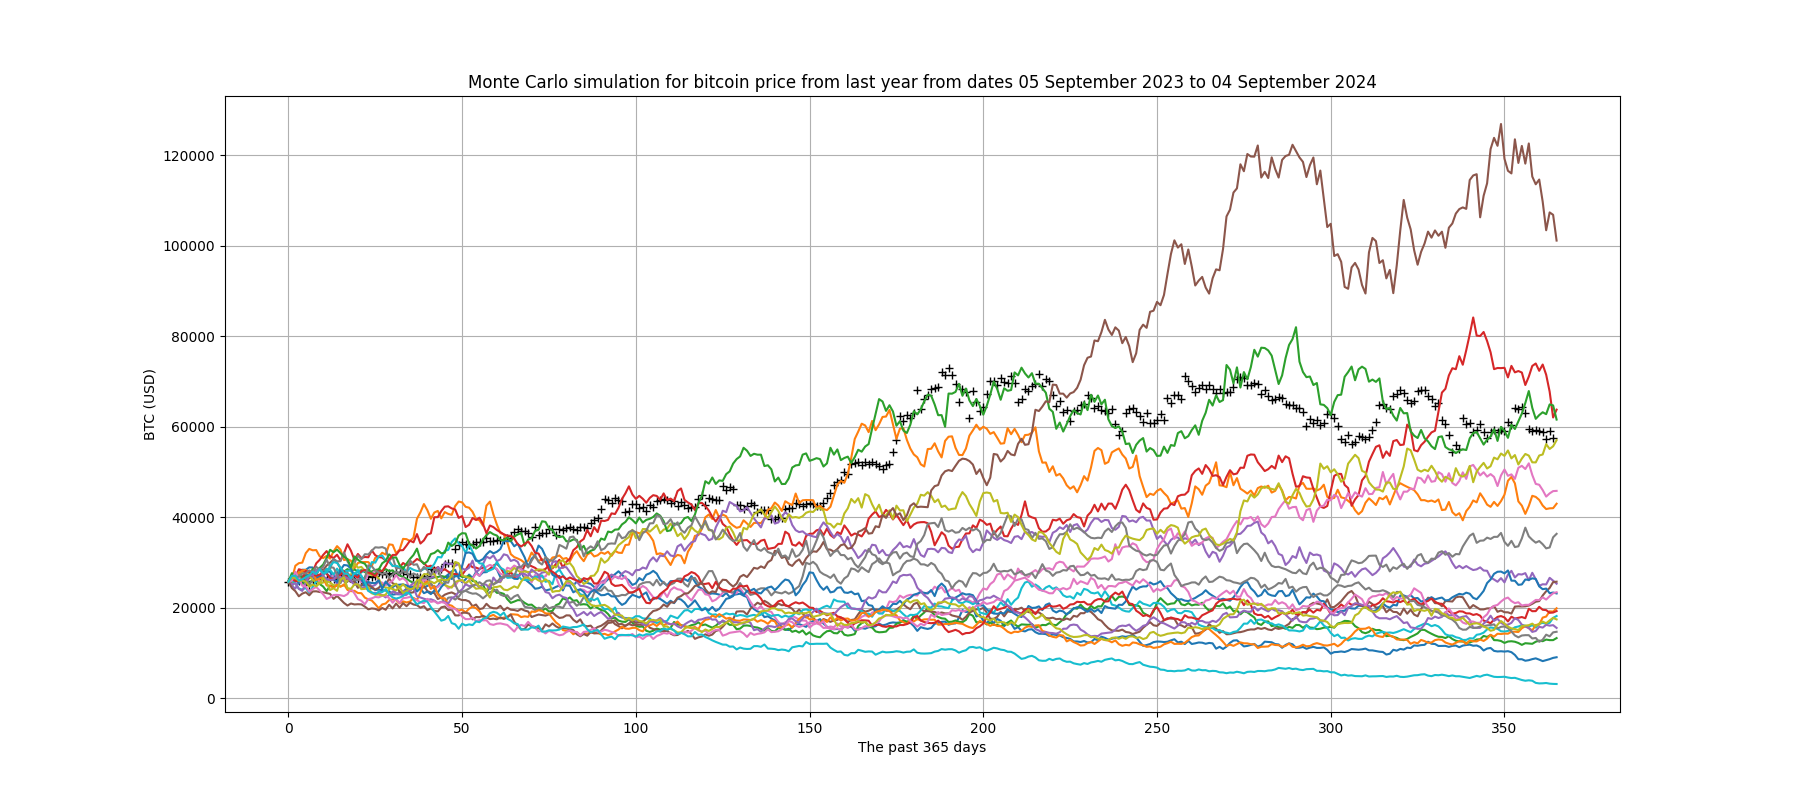 Monte Carlo simulation for bitcoin price from last year from dates 05 September 2023 to 04 September 2024
120000
100000
80000
60000
40000
20000
0
BTC (USD)
0 50 100 150 200 250 300 350
The past 365 days